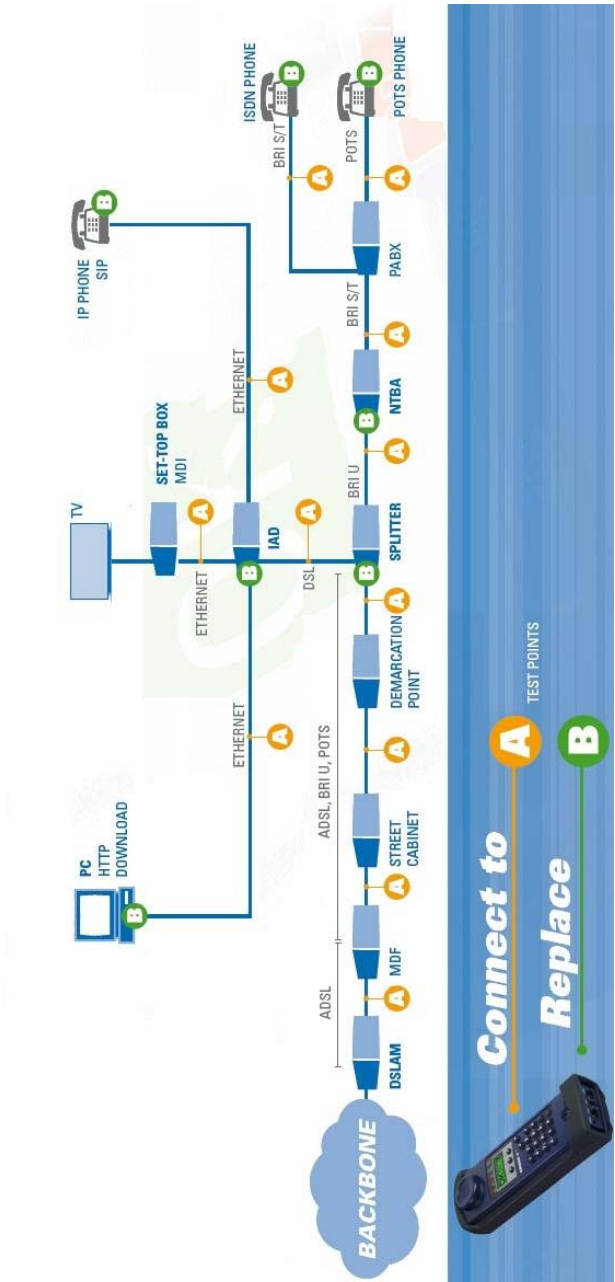 TV
SET-TOP BOX
MDI
IP PHONE
SIP
B
PC
HTTP
DOWNLOAD
B
ETHERNET
A
ETHERNET
A
ETHERNET
A
B
IAD
DSL
A
ISDN PHONE
B
BRI S/T
A
POTS
B
POTS PHONE
A
ADSL
ADSL, BRI U, POTS
BRI U
BRI S/T
BACKBONE
DSLAM
A
MDF
A
STREET
CABINET
A
DEMARCATION
POINT
A
B
SPLITTER
A
B
NTBA
A
PABX
Connect to
A
TEST POINTS
Replace
B